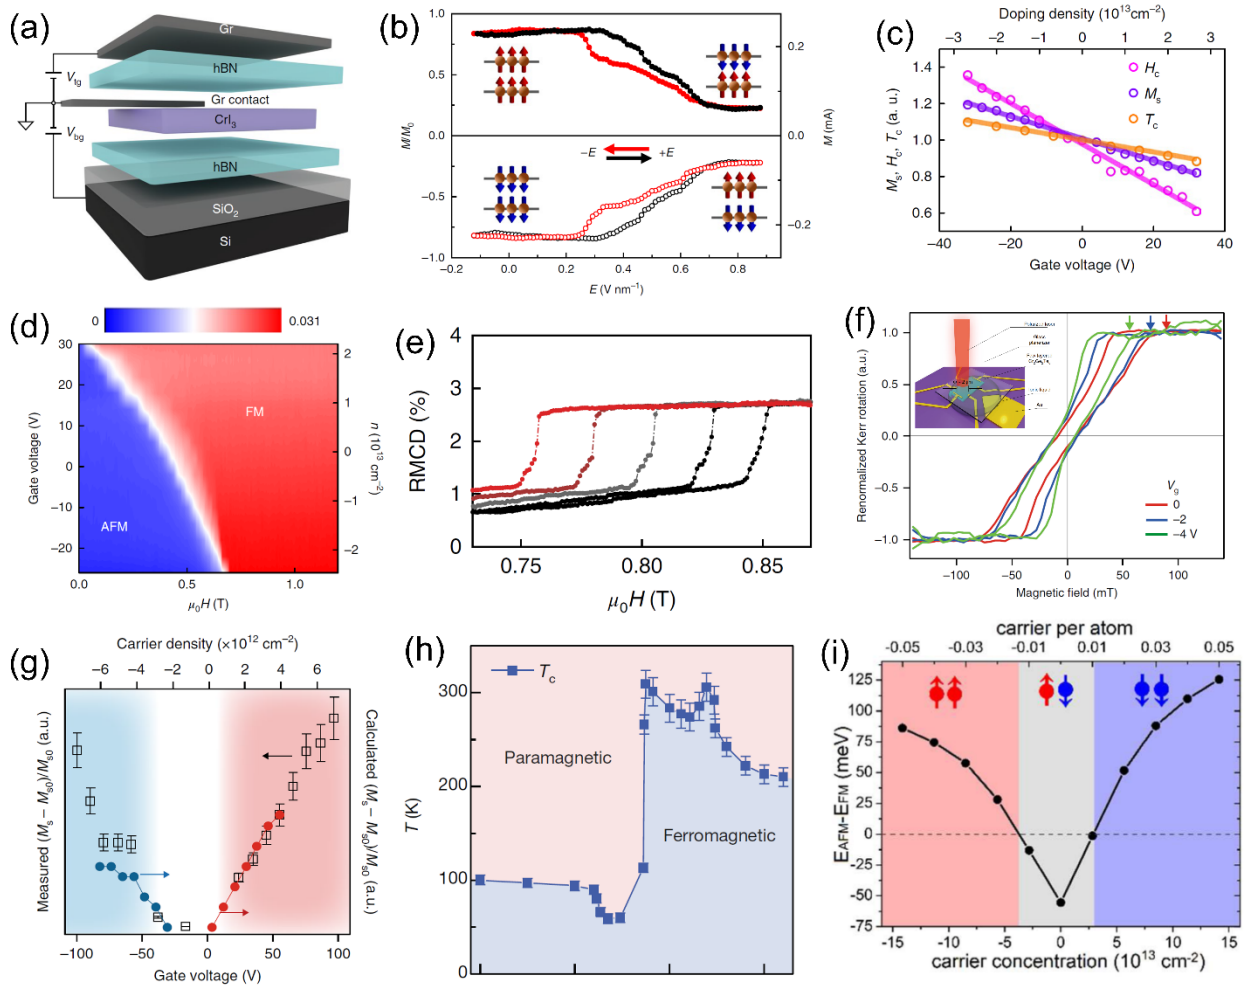 (a)
Gr
hBN
Vtg
Gr contact
CrI3
Vbg
hBN
SiO2
Si
(b)
M/M0
1.0
0.5
0.0
−0.5
−1.0
−E
+E
0.2
0.0
−0.2
M (mA)
−0.2 0.0 0.2 0.4 0.6 0.8
E (V nm−1)
(c)
Doping density (10^13cm−2)
−3 −2 −1 0 1 2 3
Hc
Ms
Tc
Ms, Hc, Tc (a. u.)
1.4
1.2
1.0
0.8
0.6
−40 −20 0 20 40
Gate voltage (V)
(d)
0
0.031
Gate voltage (V)
30
20
10
0
−10
−20
FM
AFM
2
1
0
−1
−2
n (10^13 cm−2)
0.0 0.5 1.0
μ0H (T)
(e)
RMCD (%)
4
3
2
1
0
0.75 0.80 0.85
μ0H (T)
(f)
Renormalized Kerr rotation (a.u.)
1.0
0.5
0.0
−0.5
−1.0
Vg
0
−2
−4 V
−100 −50 0 50 100
Magnetic field (mT)
(g)
Carrier density (×10^12 cm−2)
−6 −4 −2 0 2 4 6
Measured (Ms − Ms0)/Ms0 (a.u.)
Calculated (Ms − Ms0)/Ms0 (a.u.)
−100 −50 0 50 100
Gate voltage (V)
(h)
Tc
T (K)
300
200
100
0
Paramagnetic
Ferromagnetic
(i)
carrier per atom
-0.05 -0.03 -0.01 0.01 0.03 0.05
EAFM-EFM (meV)
125
100
75
50
25
0
-25
-50
-75
-15 -10 -5 0 5 10 15
carrier concentration (10^13 cm-2)